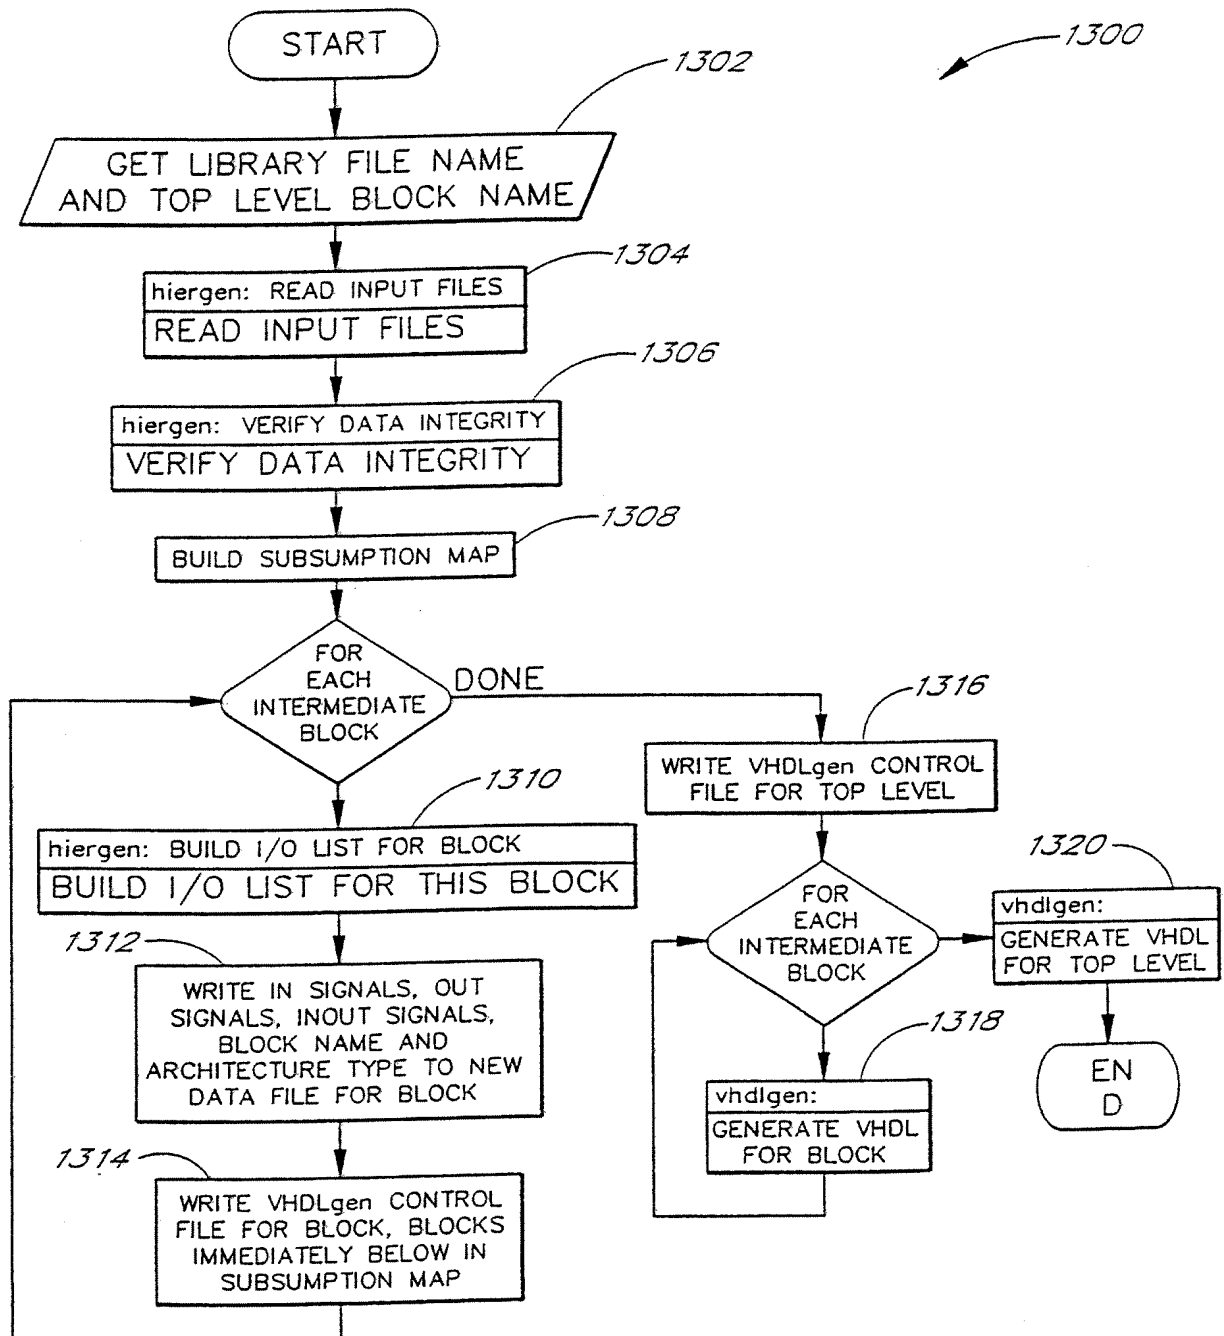 START
1300
1302
GET LIBRARY FILE NAME
AND TOP LEVEL BLOCK NAME
1304
hiergen: READ INPUT FILES
READ INPUT FILES
1306
hiergen: VERIFY DATA INTEGRITY
VERIFY DATA INTEGRITY
1308
BUILD SUBSUMPTION MAP
FOR
EACH
INTERMEDIATE
BLOCK
DONE
1310
hiergen: BUILD I/O LIST FOR BLOCK
BUILD I/O LIST FOR THIS BLOCK
1312
WRITE IN SIGNALS, OUT
SIGNALS, INOUT SIGNALS,
BLOCK NAME AND
ARCHITECTURE TYPE TO NEW
DATA FILE FOR BLOCK
1314
WRITE VHDLgen CONTROL
FILE FOR BLOCK, BLOCKS
IMMEDIATELY BELOW IN
SUBSUMPTION MAP
1316
WRITE VHDLgen CONTROL
FILE FOR TOP LEVEL
FOR
EACH
INTERMEDIATE
BLOCK
1318
vhdlgen:
GENERATE VHDL
FOR BLOCK
1320
vhdlgen:
GENERATE VHDL
FOR TOP LEVEL
EN
D